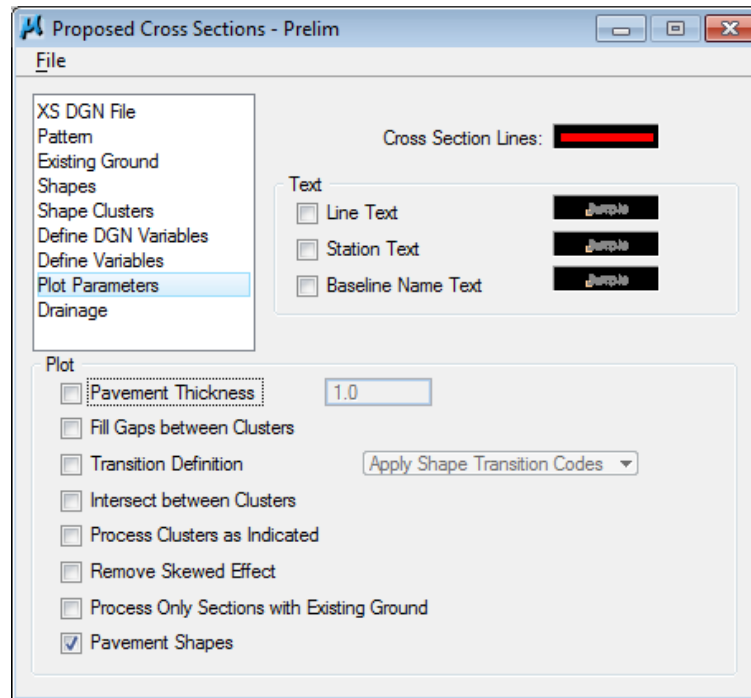 Proposed Cross Sections - Prelim
File
XS DGN File
Pattern
Existing Ground
Shapes
Shape Clusters
Define DGN Variables
Define Variables
Plot Parameters
Drainage
Cross Section Lines:
Text
Line Text
Station Text
Baseline Name Text
Plot
Pavement Thickness 1.0
Fill Gaps between Clusters
Transition Definition Apply Shape Transition Codes
Intersect between Clusters
Process Clusters as Indicated
Remove Skewed Effect
Process Only Sections with Existing Ground
Pavement Shapes